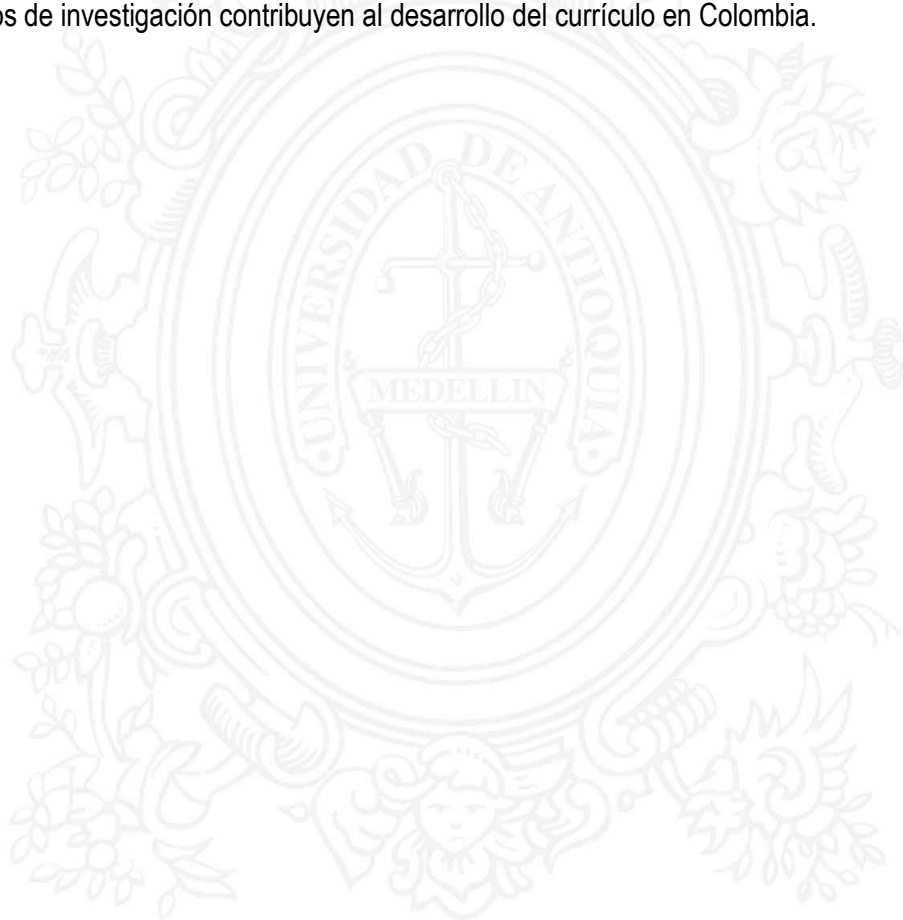 os de investigación contribuyen al desarrollo del currículo en Colombia.
UNIVERSIDAD DE ANTIOQUIA
MEDELLIN